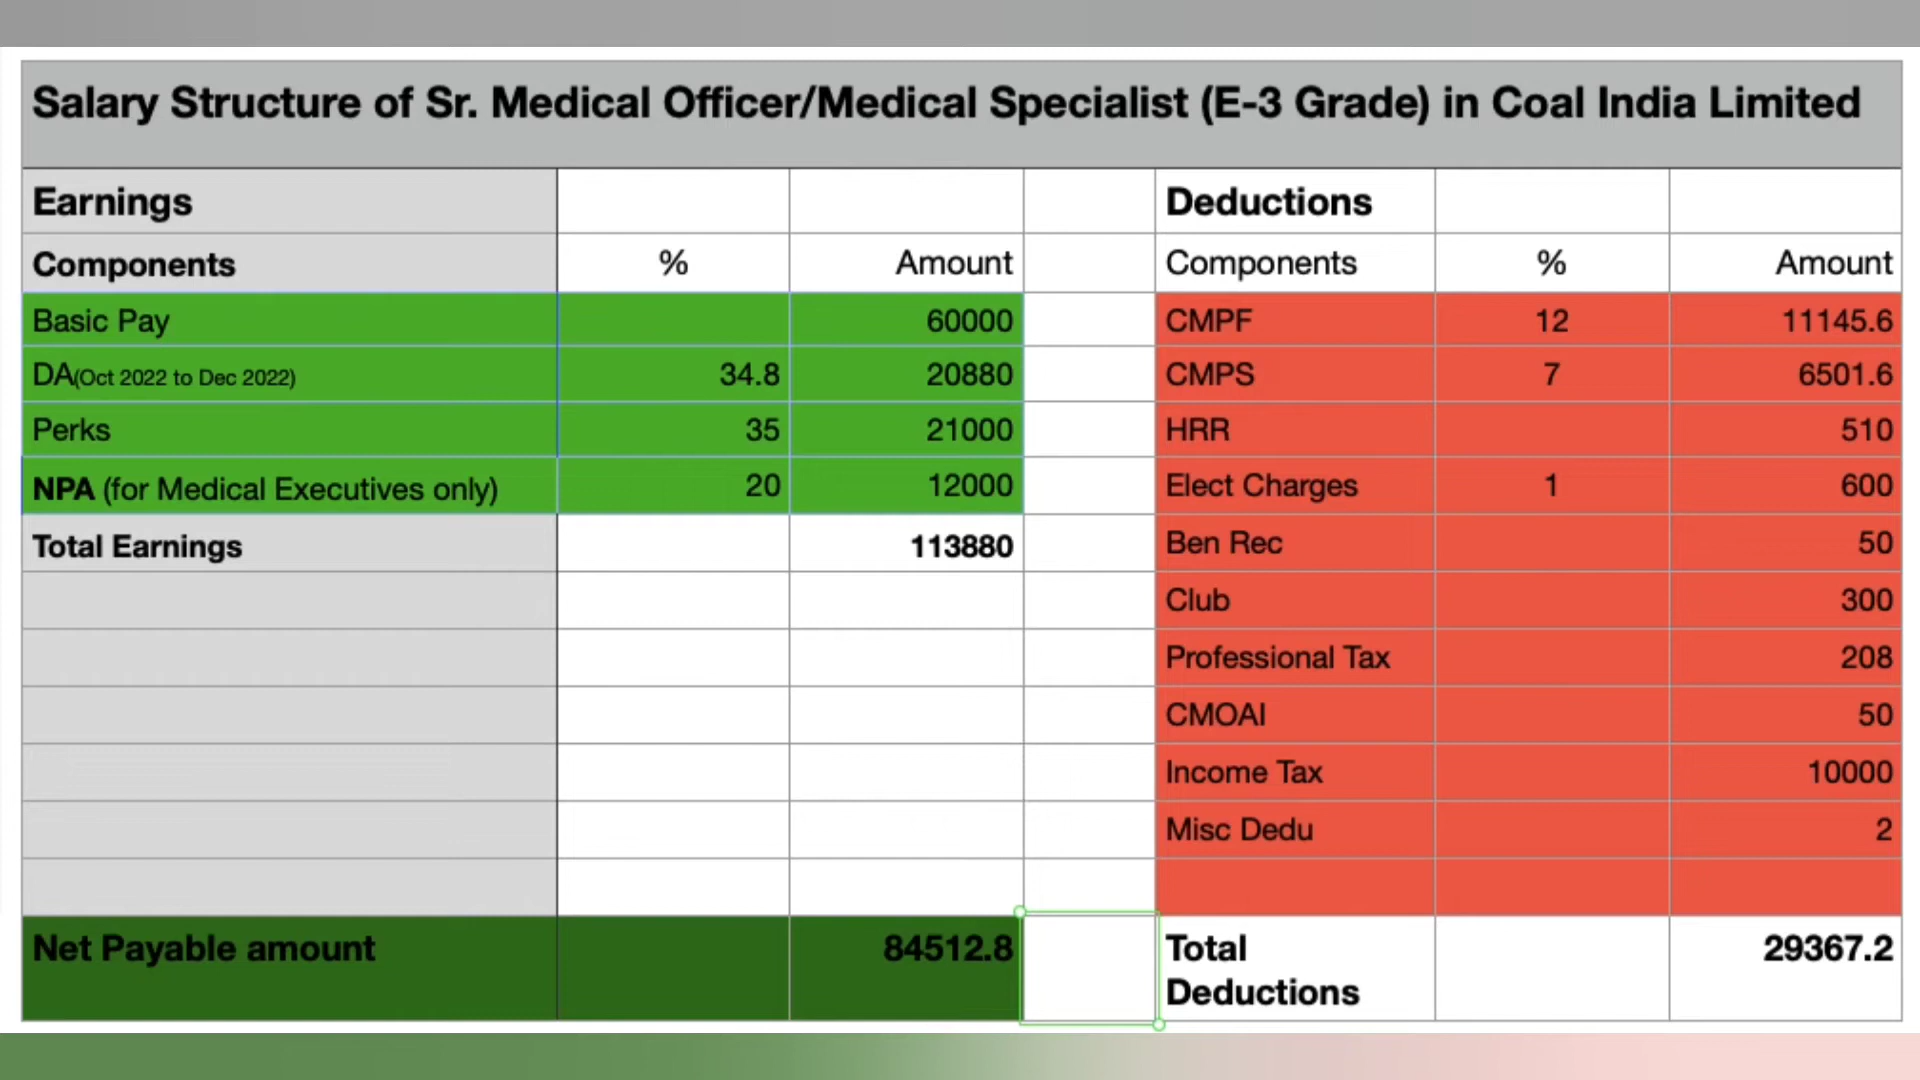 Salary Structure of Sr. Medical Officer/Medical Specialist (E-3 Grade) in Coal India Limited
Earnings Deductions
Components % Amount Components % Amount
Basic Pay 60000 CMPF 12 11145.6
DA(Oct 2022 to Dec 2022) 34.8 20880 CMPS 7 6501.6
Perks 35 21000 HRR 510
NPA (for Medical Executives only) 20 12000 Elect Charges 1 600
Total Earnings 113880 Ben Rec 50
Club 300
Professional Tax 208
CMOAI 50
Income Tax 10000
Misc Dedu 2
Net Payable amount 84512.8 Total 29367.2
Deductions